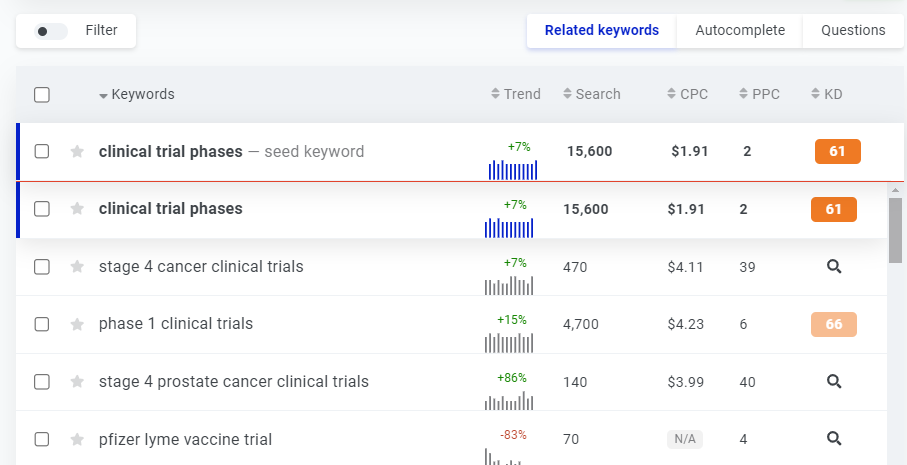 Filter
Related keywords Autocomplete Questions
Keywords Trend Search CPC PPC KD
clinical trial phases — seed keyword +7% 15,600 $1.91 2 61
clinical trial phases +7% 15,600 $1.91 2 61
stage 4 cancer clinical trials +7% 470 $4.11 39
phase 1 clinical trials +15% 4,700 $4.23 6 66
stage 4 prostate cancer clinical trials +86% 140 $3.99 40
pfizer lyme vaccine trial -83% 70 N/A 4